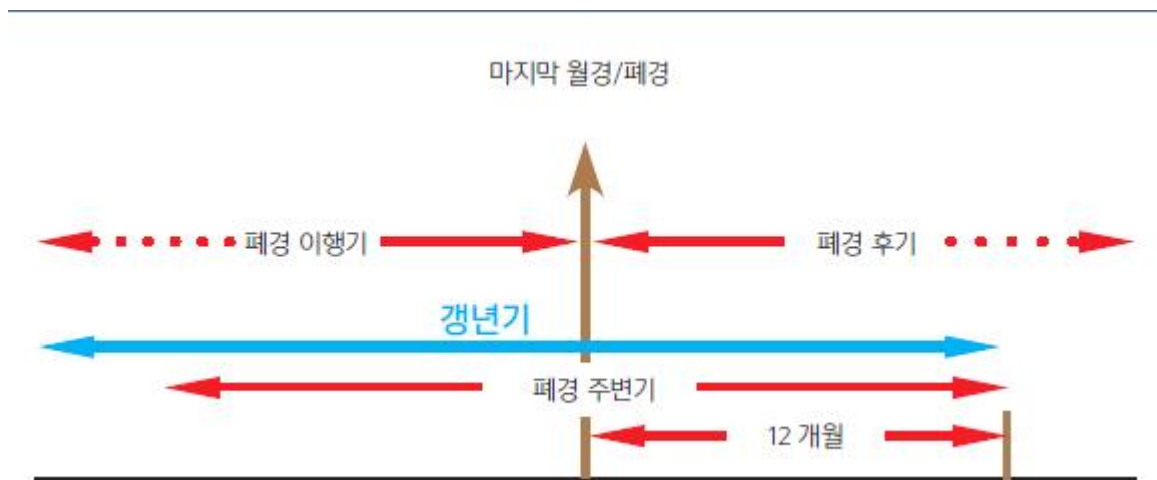 마지막 월경/폐경
폐경 이행기
폐경 후기
갱년기
폐경 주변기
12 개월